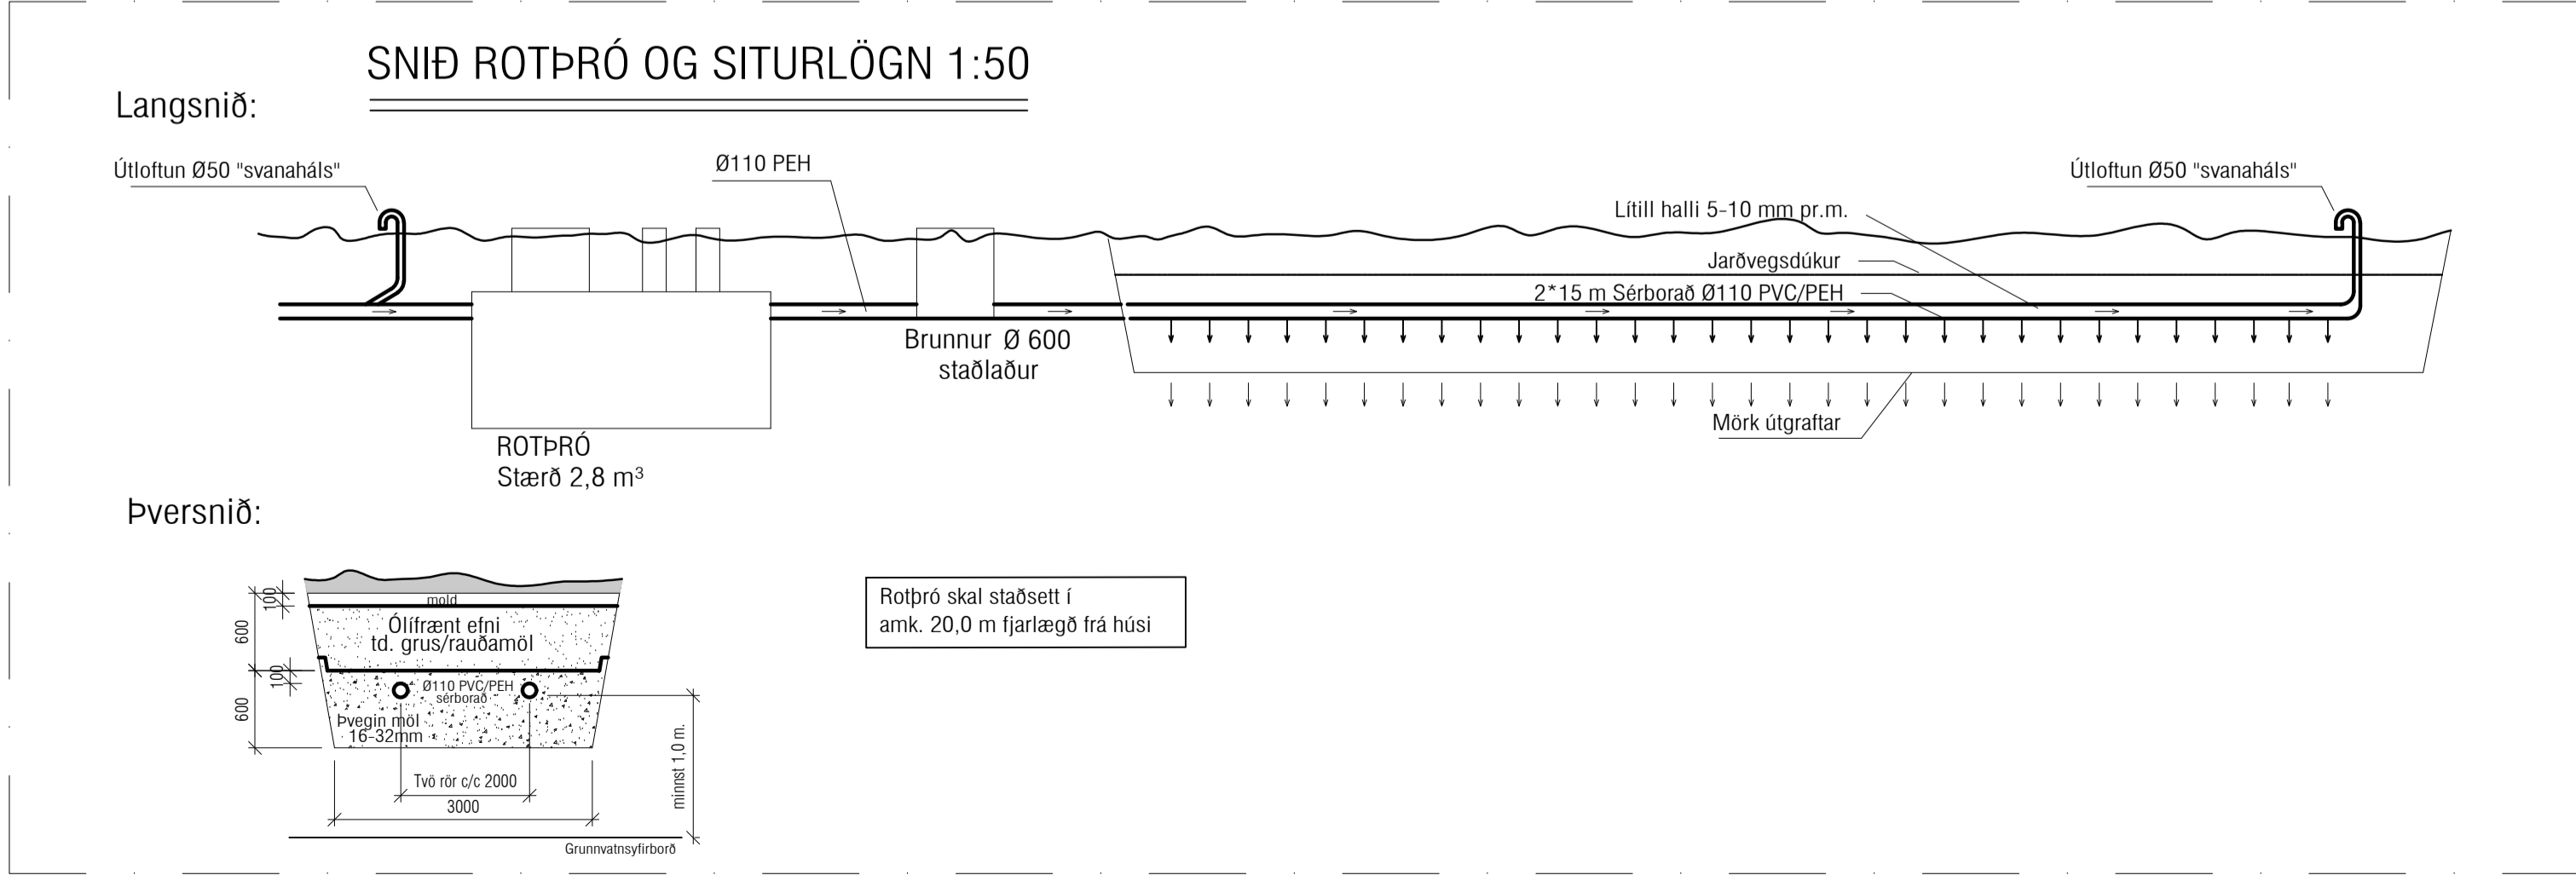 SNIÐ ROTÞRÓ OG SITURLÖGN 1:50
Langsnið:
Útloftun Ø50 "svanaháls"
Ø110 PEH
Útloftun Ø50 "svanaháls"
Lítill halli 5-10 mm pr.m.
Jarðvegsdúkur
2*15 m Sérborað Ø110 PVC/PEH
Brunnur Ø 600
staðlaður
Mörk útgraftar
ROTÞRÓ
Stærð 2,8 m³
Þversnið:
100
mold
600
Ólífrænt efni
td. grus/rauðamöl
100
Ø110 PVC/PEH
sérborað
600
Þvegin möl
16-32mm
Tvö rör c/c 2000
3000
minnst 1,0 m.
Grunnvatnsyfirborð
Rotþró skal staðsett í
amk. 20,0 m fjarlægð frá húsi